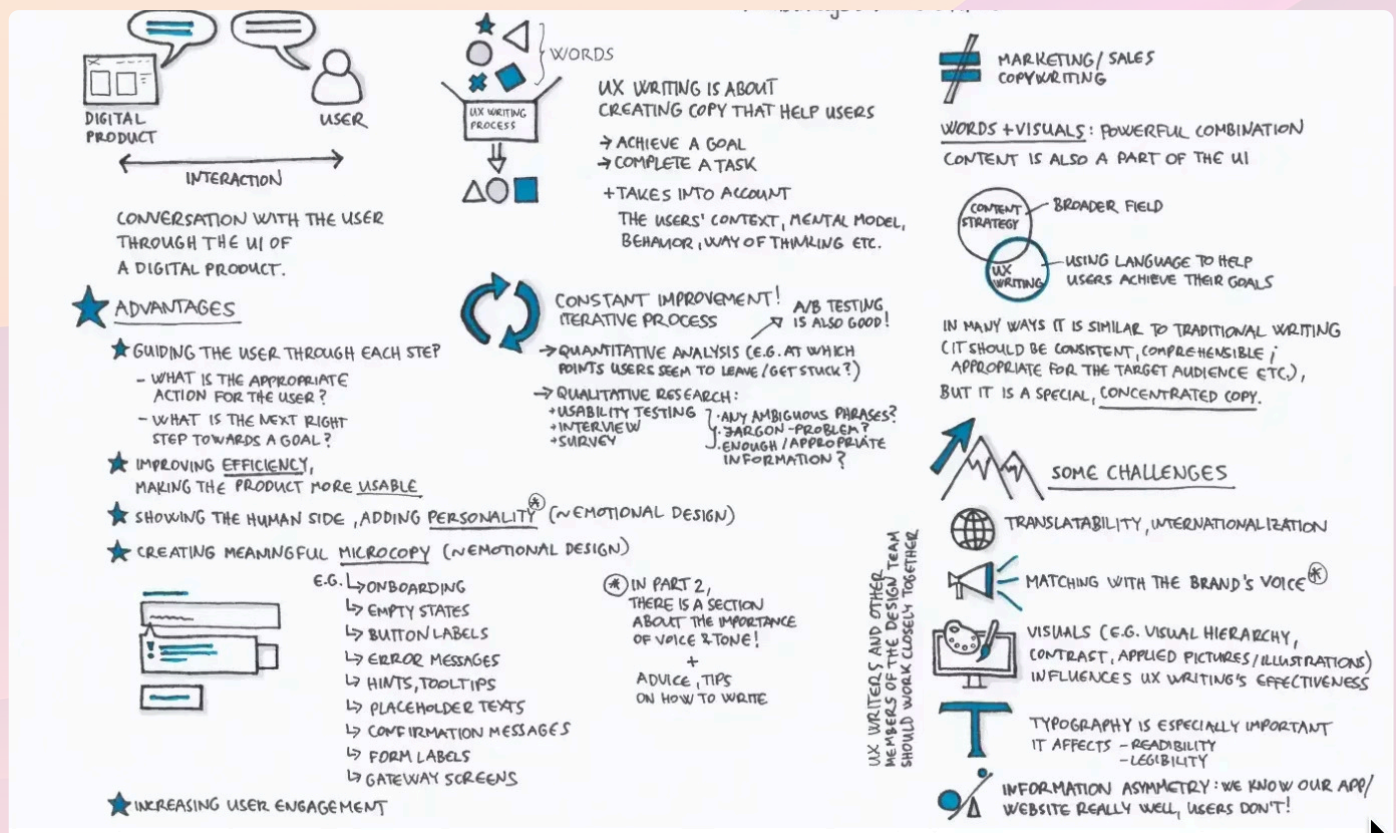 DIGITAL
PRODUCT
USER
INTERACTION
CONVERSATION WITH THE USER
THROUGH THE UI OF
A DIGITAL PRODUCT.
WORDS
UX WRITING
PROCESS
UX WRITING IS ABOUT
CREATING COPY THAT HELP USERS
→ ACHIEVE A GOAL
→ COMPLETE A TASK
+ TAKES INTO ACCOUNT
THE USERS' CONTEXT, MENTAL MODEL,
BEHAVIOR, WAY OF THINKING ETC.
ADVANTAGES
GUIDING THE USER THROUGH EACH STEP
- WHAT IS THE APPROPRIATE
ACTION FOR THE USER?
- WHAT IS THE NEXT RIGHT
STEP TOWARDS A GOAL?
IMPROVING EFFICIENCY,
MAKING THE PRODUCT MORE USABLE
SHOWING THE HUMAN SIDE, ADDING PERSONALITY* (~EMOTIONAL DESIGN)
CREATING MEANINGFUL MICROCOPY (~EMOTIONAL DESIGN)
E.G. ↳ ONBOARDING
↳ EMPTY STATES
↳ BUTTON LABELS
↳ ERROR MESSAGES
↳ HINTS, TOOLTIPS
↳ PLACEHOLDER TEXTS
↳ CONFIRMATION MESSAGES
↳ FORM LABELS
↳ GATEWAY SCREENS
INCREASING USER ENGAGEMENT
CONSTANT IMPROVEMENT!
ITERATIVE PROCESS
A/B TESTING
IS ALSO GOOD!
→ QUANTITATIVE ANALYSIS (E.G. AT WHICH
POINTS USERS SEEM TO LEAVE/GET STUCK?)
→ QUALITATIVE RESEARCH:
+ USABILITY TESTING
+ INTERVIEW
+ SURVEY
· ANY AMBIGUOUS PHRASES?
· JARGON-PROBLEM?
· ENOUGH/APPROPRIATE
INFORMATION?
* IN PART 2,
THERE IS A SECTION
ABOUT THE IMPORTANCE
OF VOICE & TONE!
+
ADVICE, TIPS
ON HOW TO WRITE
UX WRITERS AND OTHER
MEMBERS OF THE DESIGN TEAM
SHOULD WORK CLOSELY TOGETHER
≠ MARKETING/SALES
COPYWRITING
WORDS + VISUALS: POWERFUL COMBINATION
CONTENT IS ALSO A PART OF THE UI
CONTENT
STRATEGY
BROADER FIELD
UX
WRITING
USING LANGUAGE TO HELP
USERS ACHIEVE THEIR GOALS
IN MANY WAYS IT IS SIMILAR TO TRADITIONAL WRITING
(IT SHOULD BE CONSISTENT, COMPREHENSIBLE;
APPROPRIATE FOR THE TARGET AUDIENCE ETC.),
BUT IT IS A SPECIAL, CONCENTRATED COPY.
SOME CHALLENGES
TRANSLATABILITY, INTERNATIONALIZATION
MATCHING WITH THE BRAND'S VOICE*
VISUALS (E.G. VISUAL HIERARCHY,
CONTRAST, APPLIED PICTURES/ILLUSTRATIONS)
INFLUENCES UX WRITING'S EFFECTIVENESS
T
TYPOGRAPHY IS ESPECIALLY IMPORTANT
IT AFFECTS - READIBILITY
- LEGIBILITY
INFORMATION ASYMMETRY: WE KNOW OUR APP/
WEBSITE REALLY WELL, USERS DON'T!